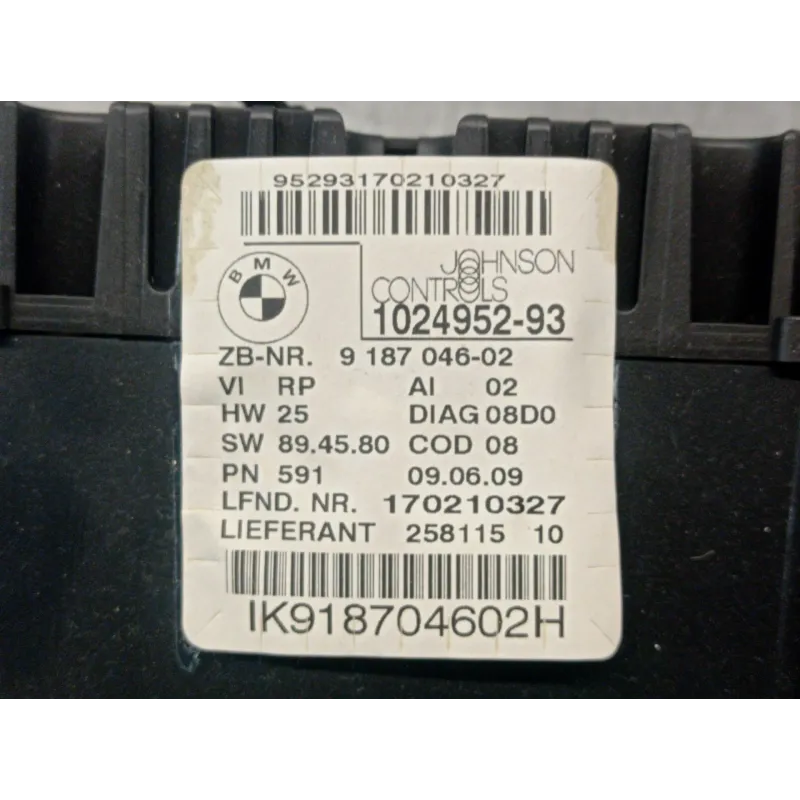 95293170210327
BMW
JOHNSON
CONTROLS
1024952-93
ZB-NR. 9 187 046-02
VI RP AI 02
HW 25 DIAG 08D0
SW 89.45.80 COD 08
PN 591 09.06.09
LFND. NR. 170210327
LIEFERANT 258115 10
IK918704602H